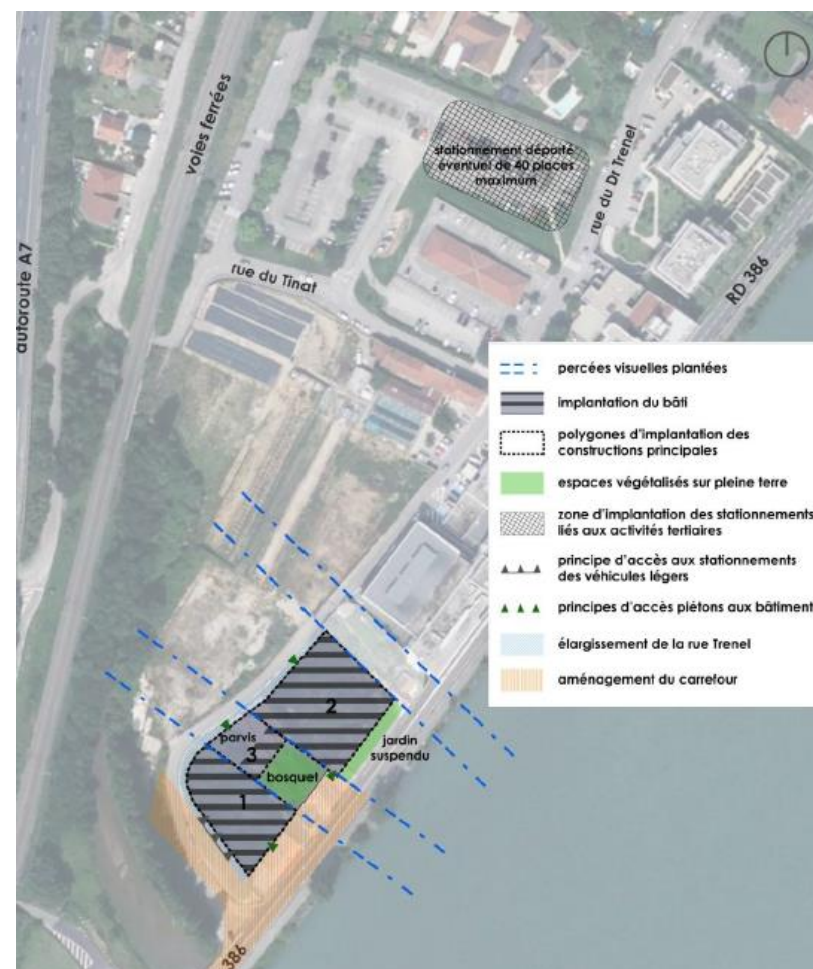 voies ferrées
stationnement déporté
éventuel de 40 places
maximum
rue du Dr Trenel
autoroute A7
rue du Tinat
RD 386
percées visuelles plantées
implantation du bâti
polygones d'implantation des
constructions principales
espaces végétalisés sur pleine terre
zone d'implantation des stationnements
liés aux activités tertiaires
principe d'accès aux stationnements
des véhicules légers
principes d'accès piétons aux bâtiment
élargissement de la rue Trenel
aménagement du carrefour
2
parvis
3
jardin
suspendu
bosquet
1
386